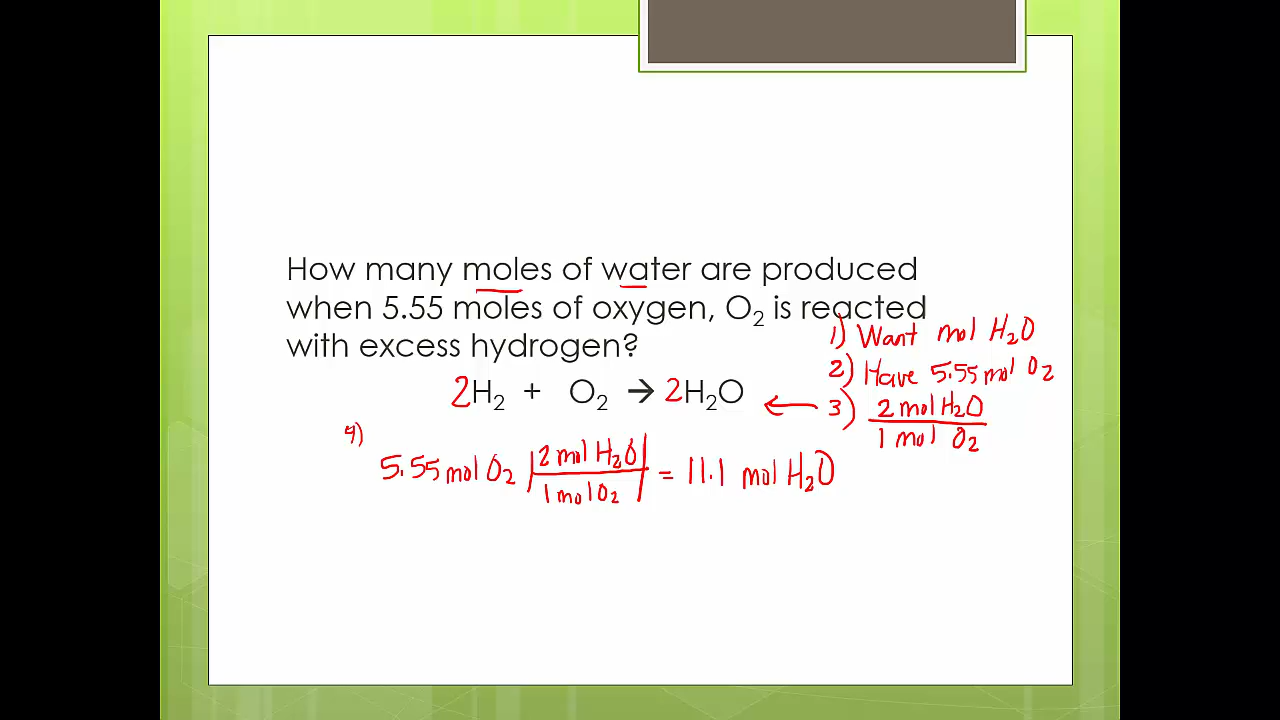 How many moles of water are produced
when 5.55 moles of oxygen, O₂ is reacted
with excess hydrogen?
1) Want mol H₂O
2) Have 5.55 mol O₂
2H₂ + O₂ → 2H₂O ← 3) 2 mol H₂O
1 mol O₂
4)
5.55 mol O₂ | 2 mol H₂O | = 11.1 mol H₂O
1 mol O₂